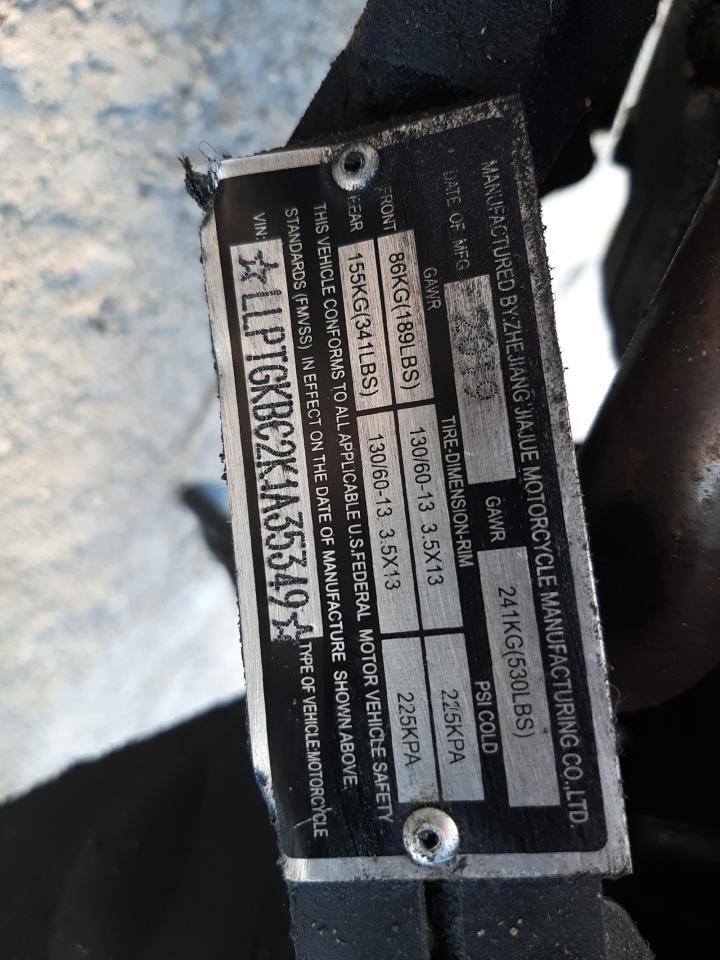 MANUFACTURED BY:ZHEJIANG JIAJUE MOTORCYCLE MANUFACTURING CO.,LTD.
DATE OF MFG 2019 GAWR 241KG(530LBS)
GAWR TIRE-DIMENSION-RIM PSI COLD
FRONT 86KG(189LBS) 130/60-13 3.5X13 225KPA
REAR 155KG(341LBS) 130/60-13 3.5X13 225KPA
THIS VEHICLE CONFORMS TO ALL APPLICABLE U.S.FEDERAL MOTOR VEHICLE SAFETY
STANDARDS (FMVSS) IN EFFECT ON THE DATE OF MANUFACTURE SHOWN ABOVE.
VIN: ☆LLPTGKBC2K1A35349☆ TYPE OF VEHICLE:MOTORCYCLE